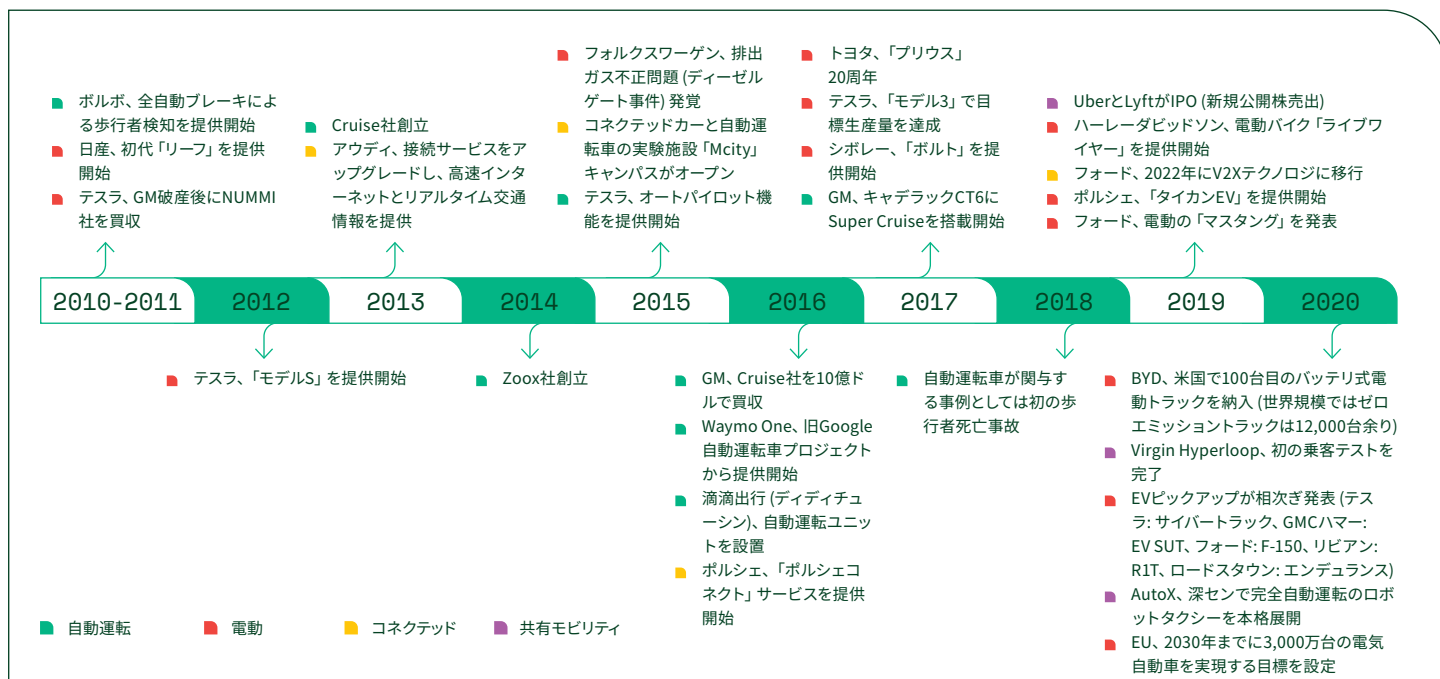 ボルボ、全自動ブレーキによ
る歩行者検知を提供開始
日産、初代「リーフ」を提供
開始
テスラ、GM破産後にNUMMI
社を買収
Cruise社創立
アウディ、接続サービスをア
ップグレードし、高速インタ
ーネットとリアルタイム交通
情報を提供
フォルクスワーゲン、排出
ガス不正問題 (ディーゼル
ゲート事件) 発覚
コネクテッドカーと自動運
転車の実験施設「Mcity」
キャンパスがオープン
テスラ、オートパイロット機
能を提供開始
トヨタ、「プリウス」
20周年
テスラ、「モデル3」で目
標生産量を達成
シボレー、「ボルト」を提
供開始
GM、キャデラックCT6に
Super Cruiseを搭載開始
UberとLyftがIPO (新規公開株売出)
ハーレーダビッドソン、電動バイク「ライブワ
イヤー」を提供開始
フォード、2022年にV2Xテクノロジに移行
ポルシェ、「タイカンEV」を提供開始
フォード、電動の「マスタング」を発表
2010-2011 2012 2013 2014 2015 2016 2017 2018 2019 2020
テスラ、「モデルS」を提供開始
Zoox社創立
GM、Cruise社を10億ド
ルで買収
Waymo One、旧Google
自動運転車プロジェクト
から提供開始
滴滴出行 (ディディチュ
ーシン)、自動運転ユニッ
トを設置
ポルシェ、「ポルシェコ
ネクト」サービスを提供
開始
自動運転車が関与す
る事例としては初の歩
行者死亡事故
BYD、米国で100台目のバッテリ式電
動トラックを納入 (世界規模ではゼロ
エミッショントラックは12,000台余り)
Virgin Hyperloop、初の乗客テストを
完了
EVピックアップが相次ぎ発表 (テス
ラ: サイバートラック、GMCハマー:
EV SUT、フォード: F-150、リビアン:
R1T、ロードスタウン: エンデュランス)
AutoX、深センで完全自動運転のロボ
ットタクシーを本格展開
EU、2030年までに3,000万台の電気
自動車を実現する目標を設定
自動運転 電動 コネクテッド 共有モビリティ